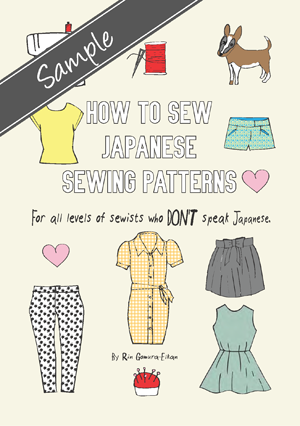 Sample
HOW TO SEW
JAPANESE
SEWING PATTERNS
For all levels of sewists who DON'T speak Japanese.
By Rin Gomura-Elkan